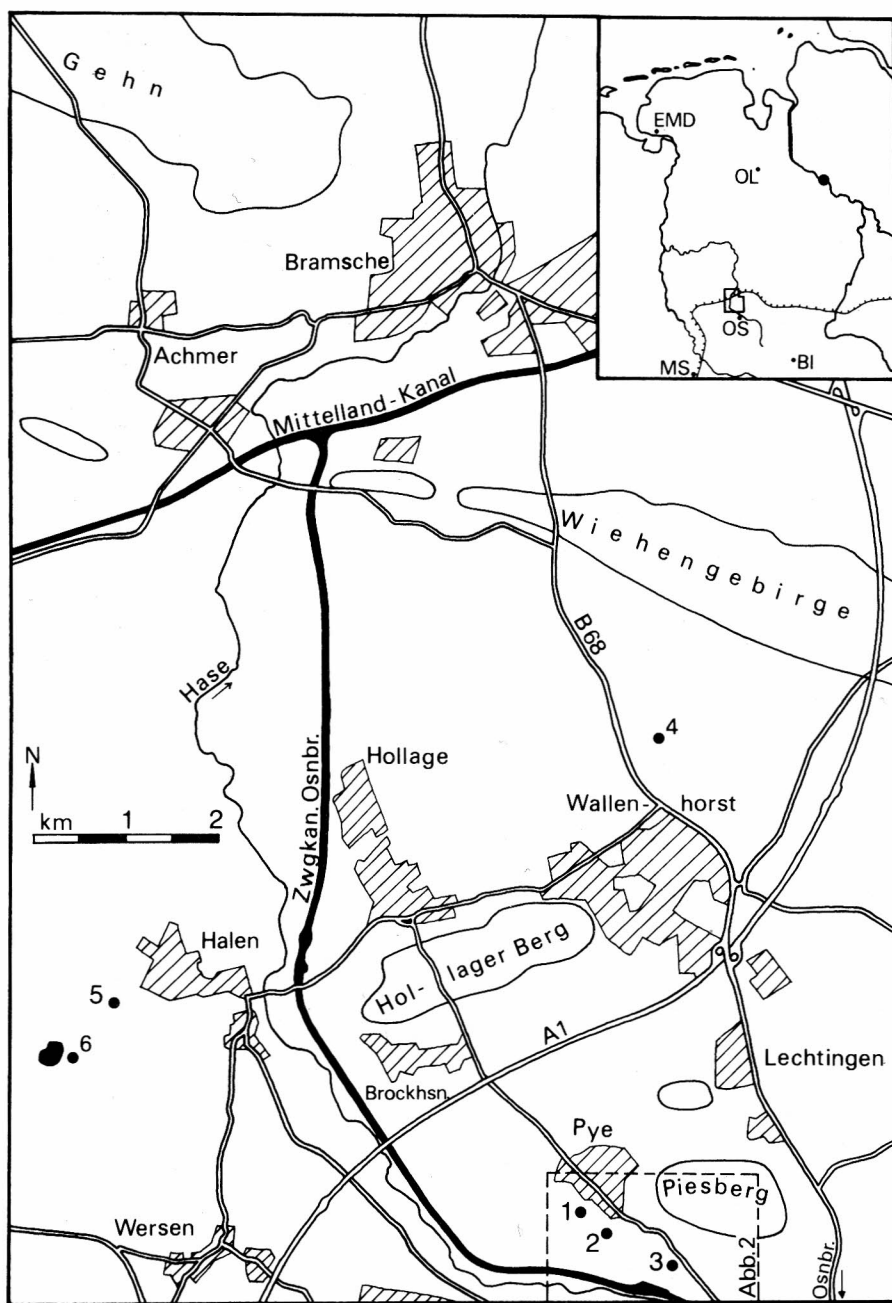 Gehn
EMD
OL
OS
MS
BI
Bramsche
Achmer
Mittelland-Kanal
Wiehengebirge
B68
Hase
4
N
km 1 2
Zwgkan. Osnbr.
Hollage
Wallen- horst
Halen
Hol- lager Berg
5
6
A1
Lechtingen
Brockhsn.
Pye
Piesberg
1
2
3
Wersen
Abb.2
Osnbr.